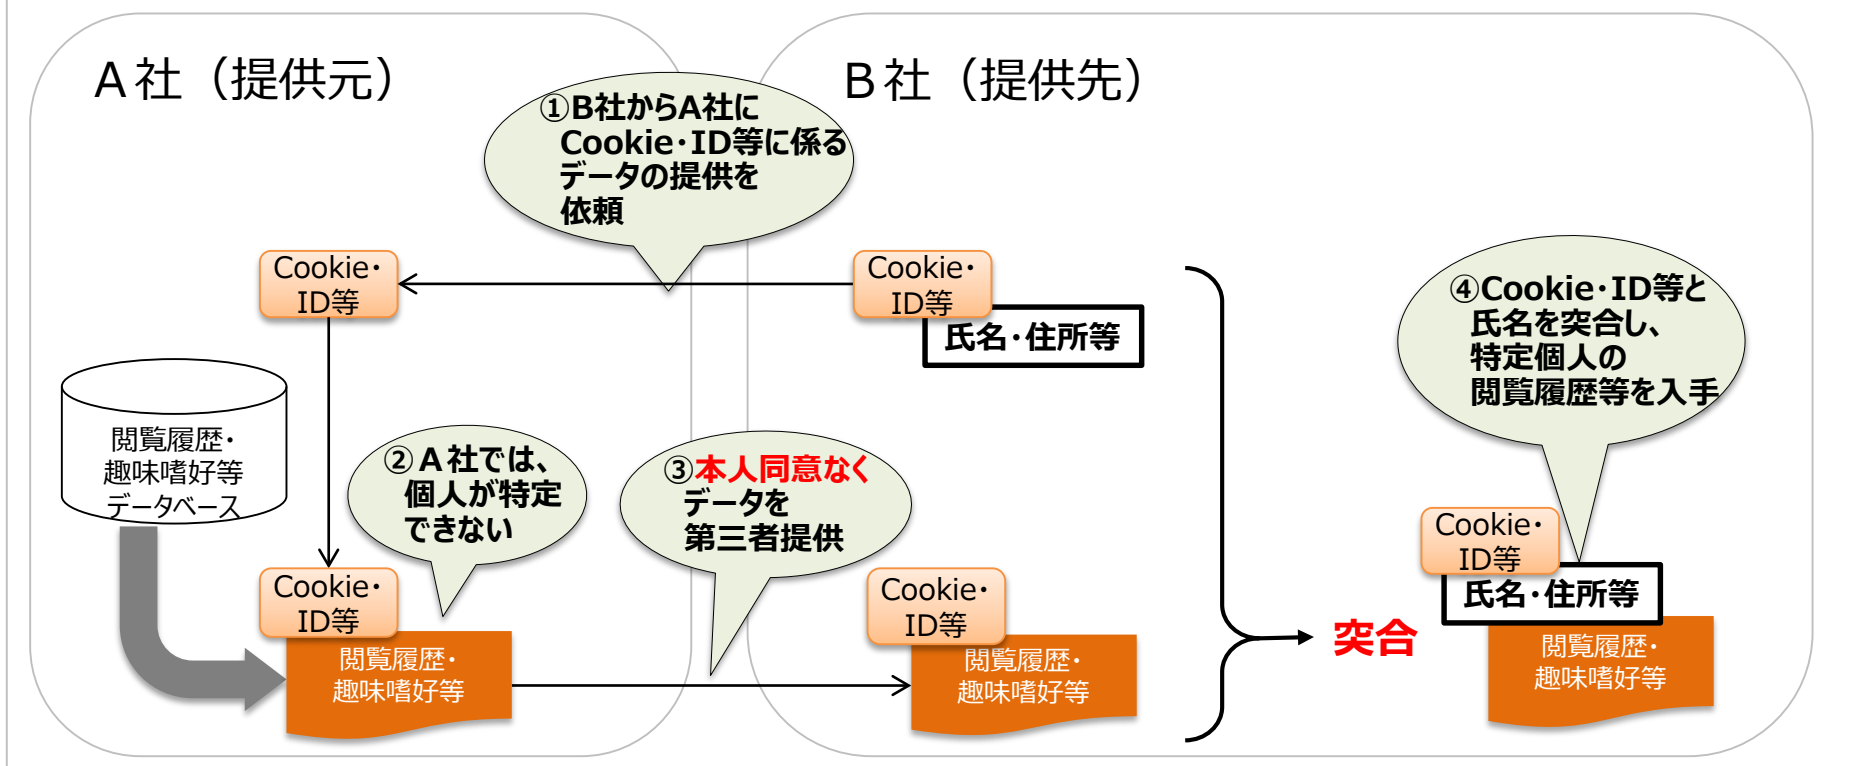 A社（提供元）
B社（提供先）
①B社からA社に
Cookie・ID等に係る
データの提供を
依頼
Cookie・
ID等
Cookie・
ID等
氏名・住所等
④Cookie・ID等と
氏名を突合し、
特定個人の
閲覧履歴等を入手
閲覧履歴・
趣味嗜好等
データベース
②A社では、
個人が特定
できない
③本人同意なく
データを
第三者提供
Cookie・
ID等
閲覧履歴・
趣味嗜好等
Cookie・
ID等
閲覧履歴・
趣味嗜好等
突合
Cookie・
ID等
氏名・住所等
閲覧履歴・
趣味嗜好等